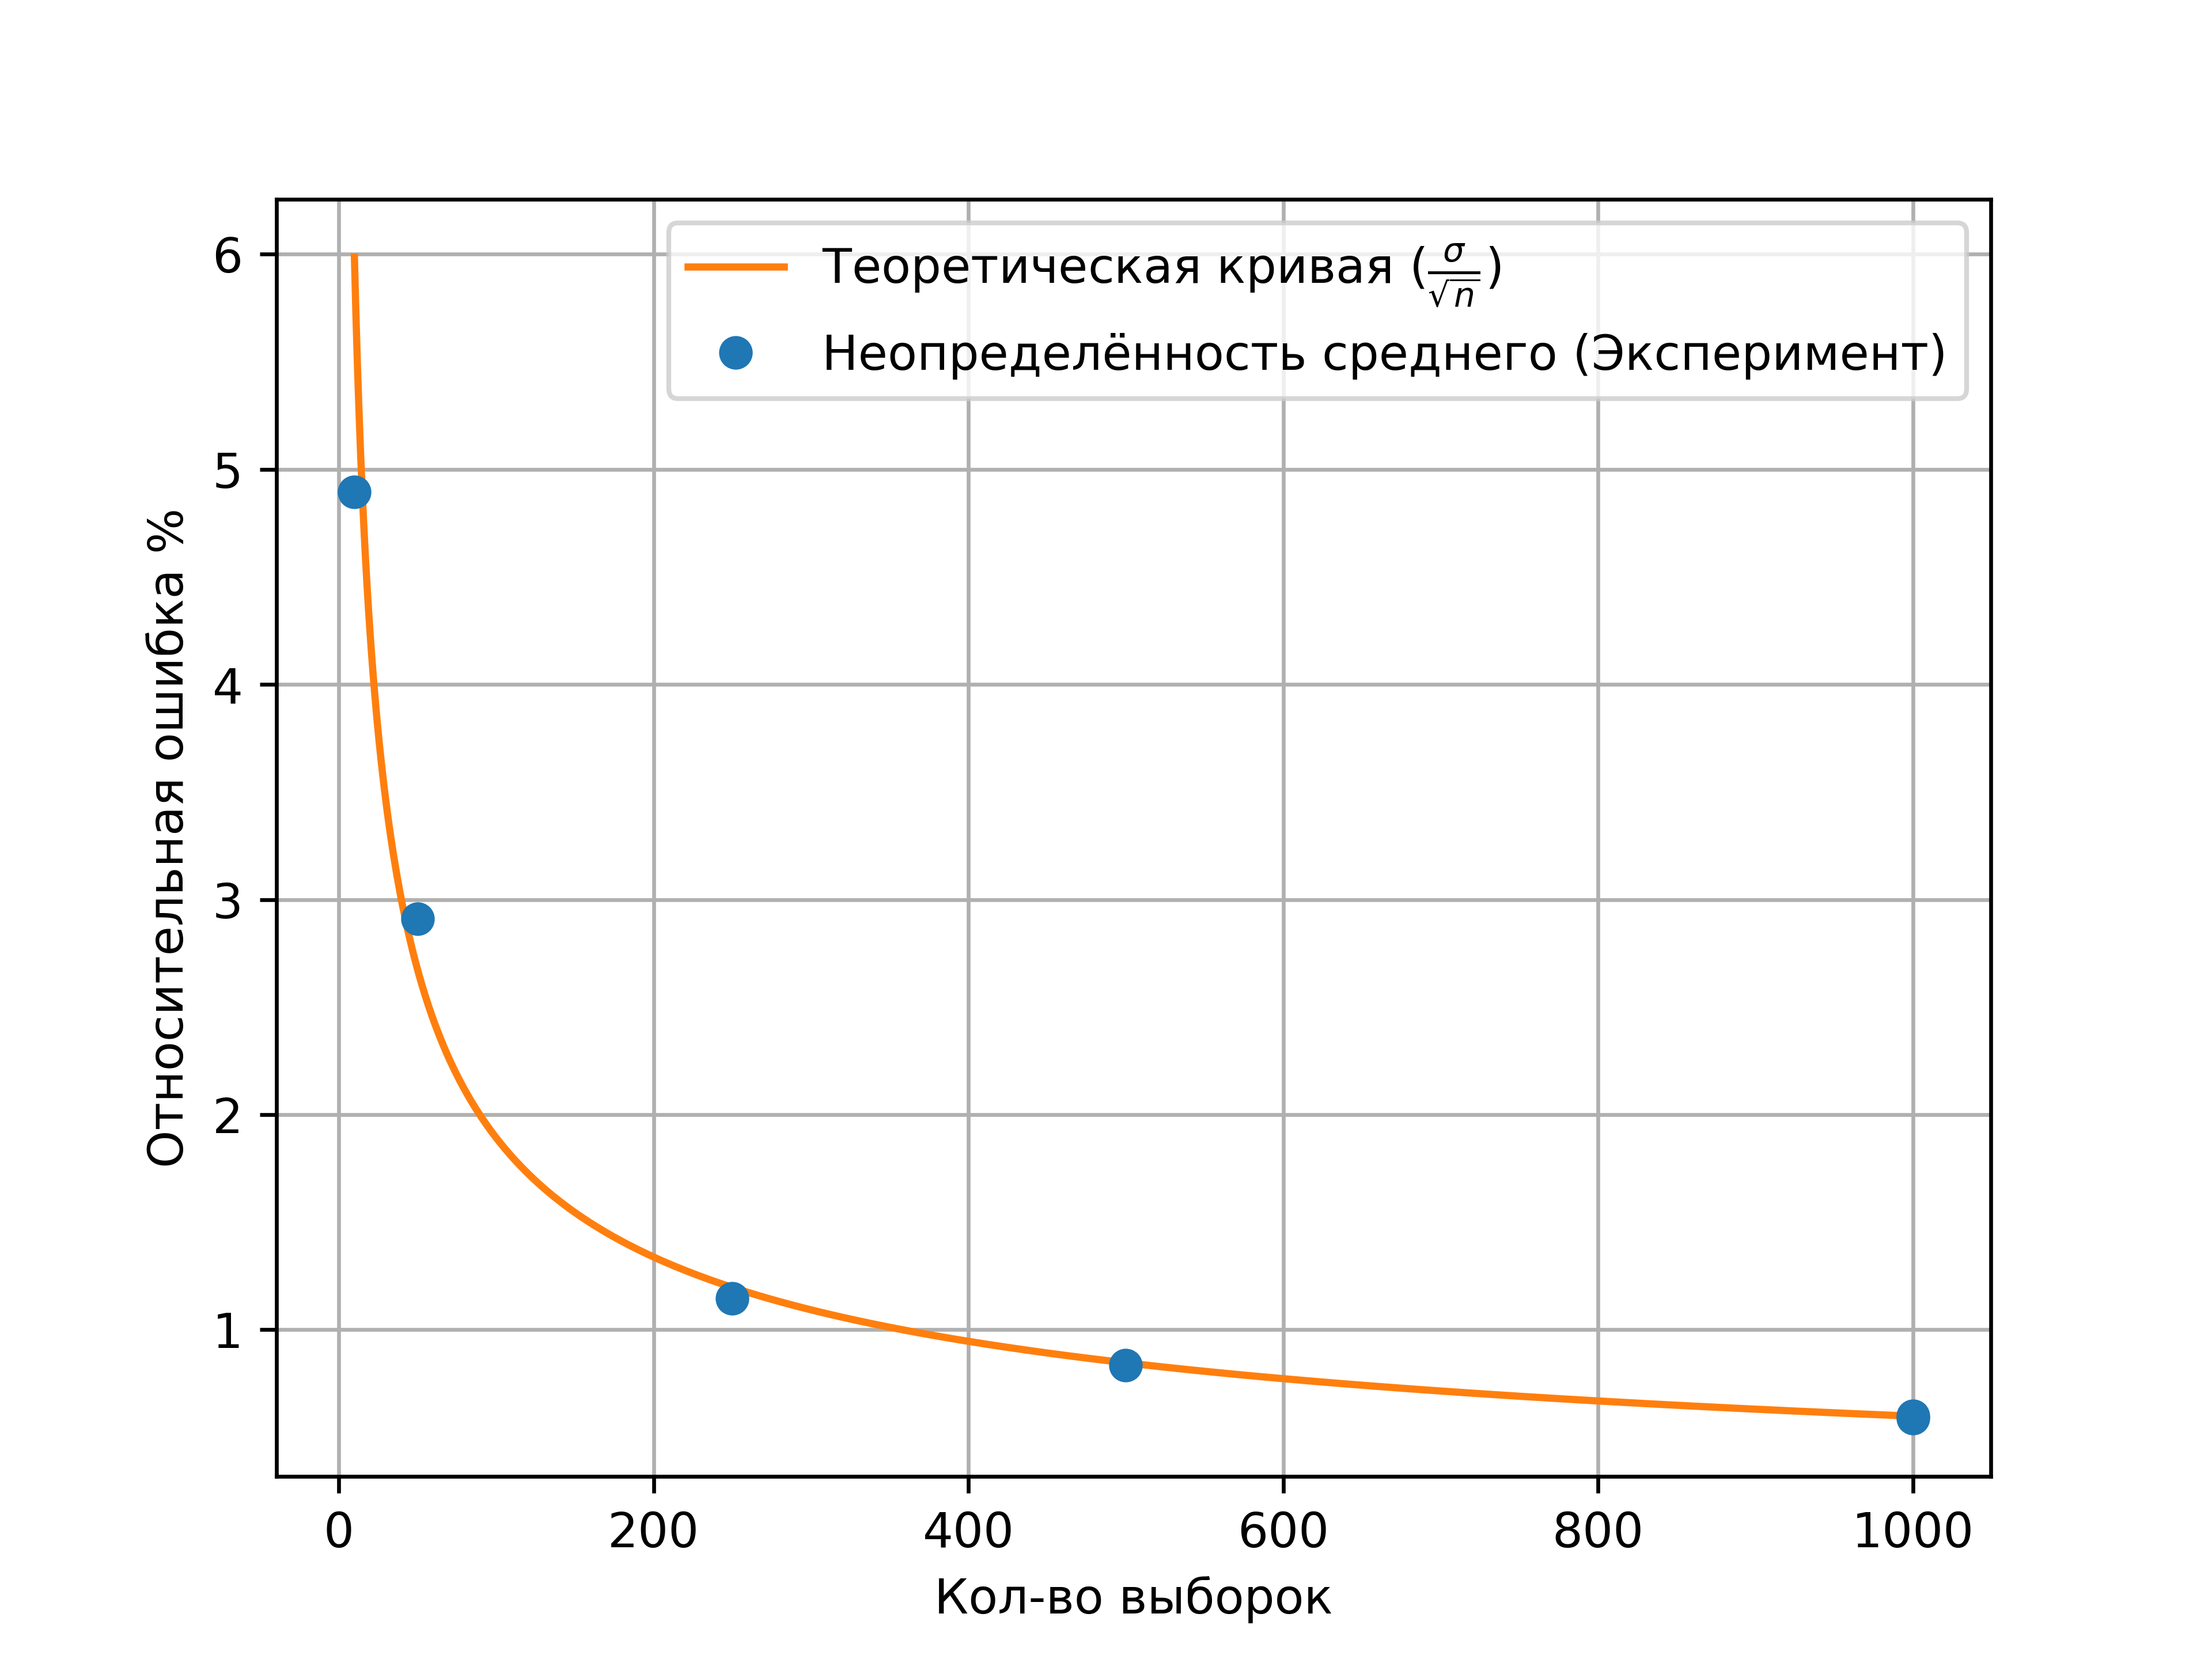 Теоретическая кривая (σ/√n)
Неопределённость среднего (Эксперимент)
Относительная ошибка %
6
5
4
3
2
1
0 200 400 600 800 1000
Кол-во выборок